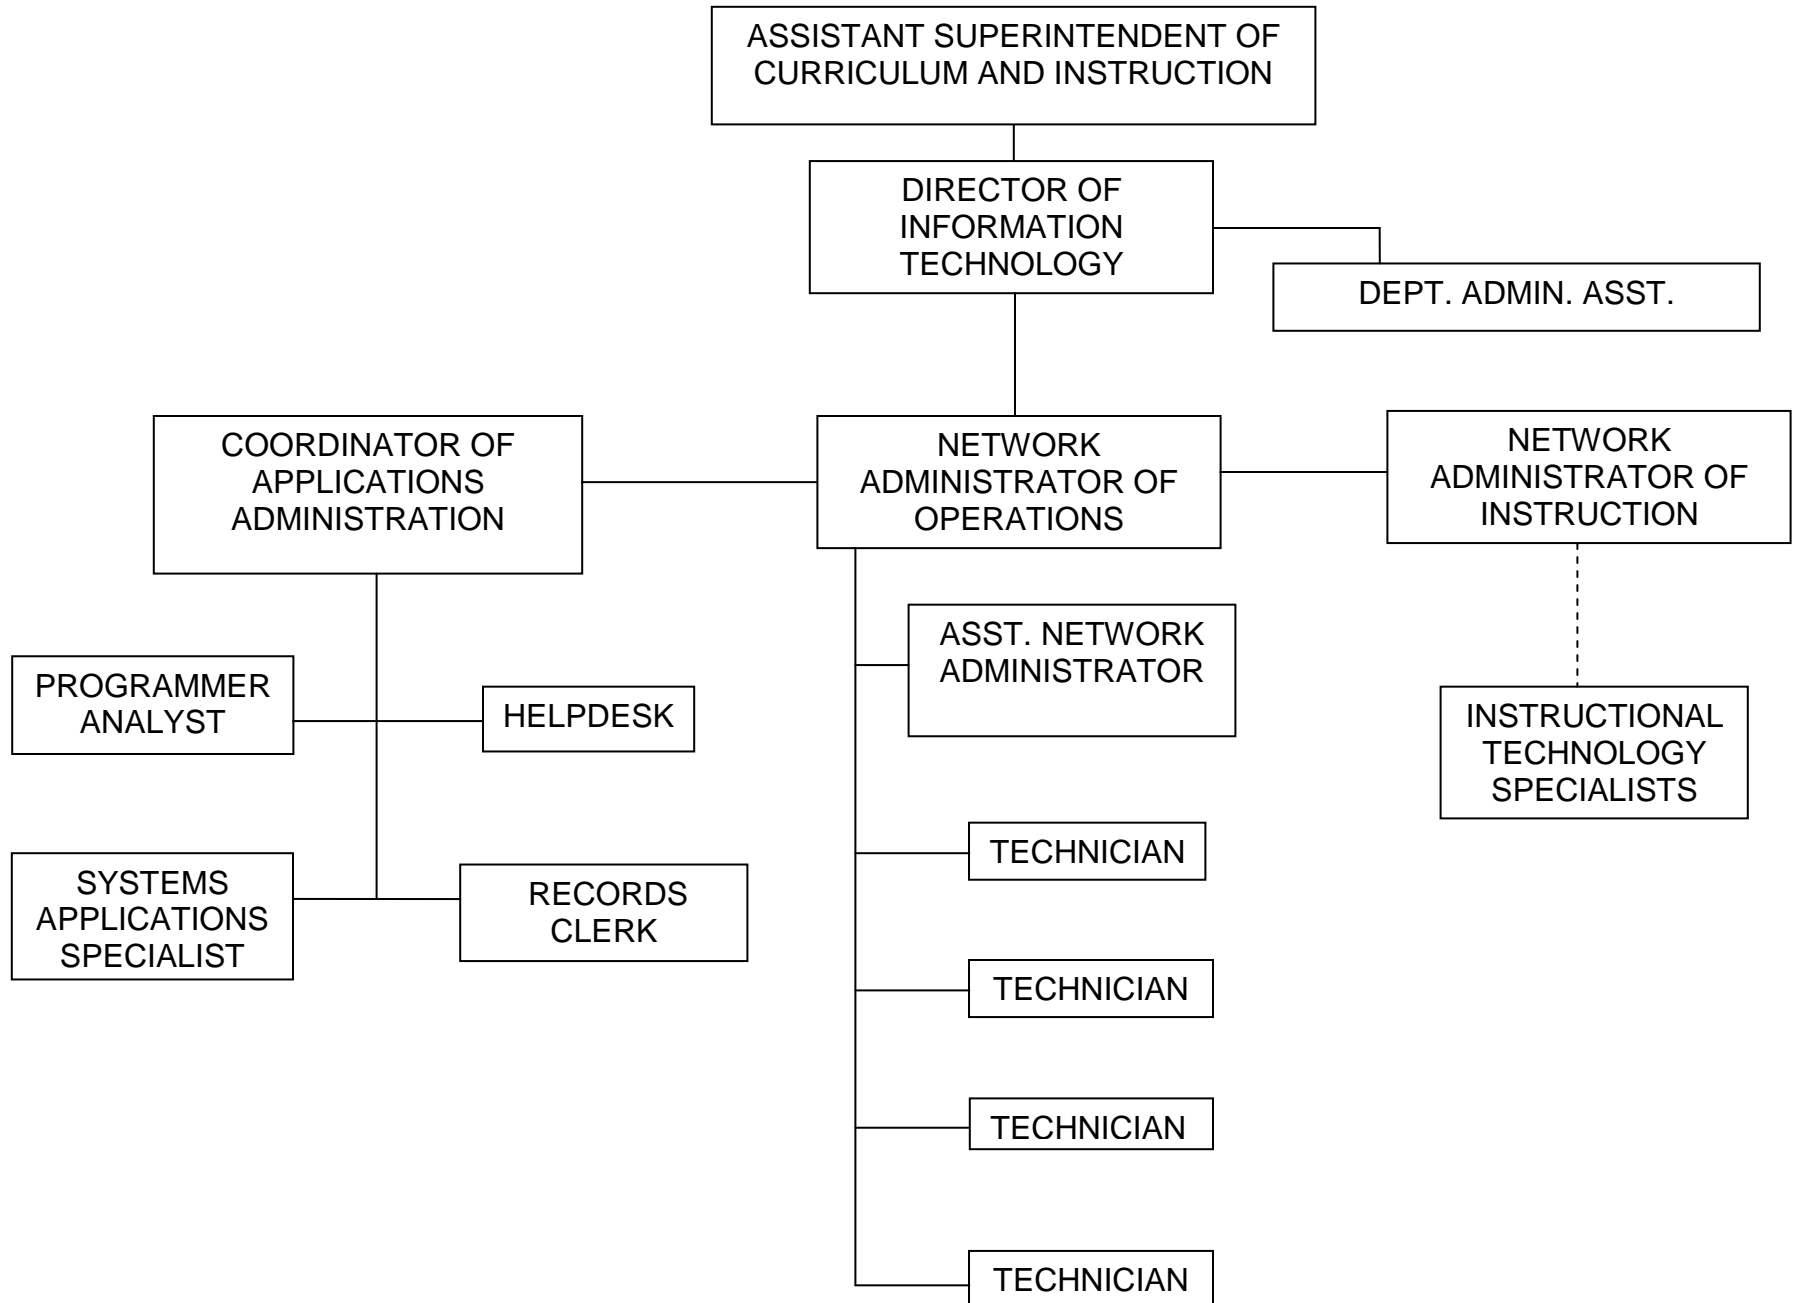 ASSISTANT SUPERINTENDENT OF
CURRICULUM AND INSTRUCTION
DIRECTOR OF
INFORMATION
TECHNOLOGY
DEPT. ADMIN. ASST.
COORDINATOR OF
APPLICATIONS
ADMINISTRATION
NETWORK
ADMINISTRATOR OF
OPERATIONS
NETWORK
ADMINISTRATOR OF
INSTRUCTION
PROGRAMMER
ANALYST
HELPDESK
SYSTEMS
APPLICATIONS
SPECIALIST
RECORDS
CLERK
ASST. NETWORK
ADMINISTRATOR
TECHNICIAN
TECHNICIAN
TECHNICIAN
TECHNICIAN
INSTRUCTIONAL
TECHNOLOGY
SPECIALISTS